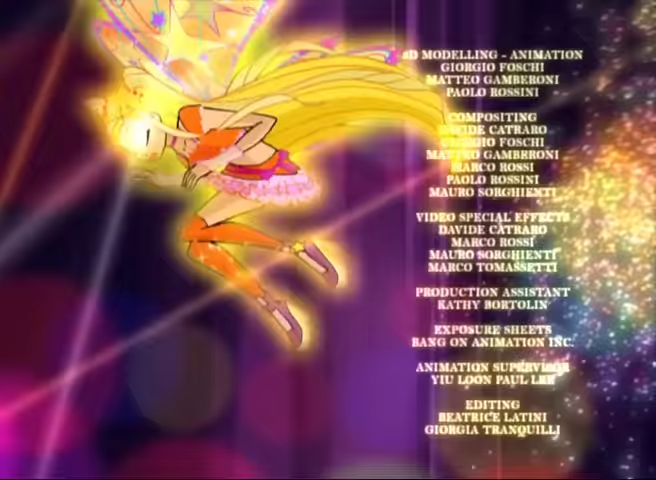 3D MODELLING - ANIMATION
GIORGIO FOSCHI
MATTEO GAMBERONI
PAOLO ROSSINI
COMPOSITING
DAVIDE CATRARO
GIORGIO FOSCHI
MATTEO GAMBERONI
MARCO ROSSI
PAOLO ROSSINI
MAURO SORGHIENTI
VIDEO SPECIAL EFFECTS
DAVIDE CATRARO
MARCO ROSSI
MAURO SORGHIENTI
MARCO TOMASSETTI
PRODUCTION ASSISTANT
KATHY BORTOLIN
EXPOSURE SHEETS
BANG ON ANIMATION INC.
ANIMATION SUPERVISOR
YIU LOON PAUL LEE
EDITING
BEATRICE LATINI
GIORGIA TRANQUILLI